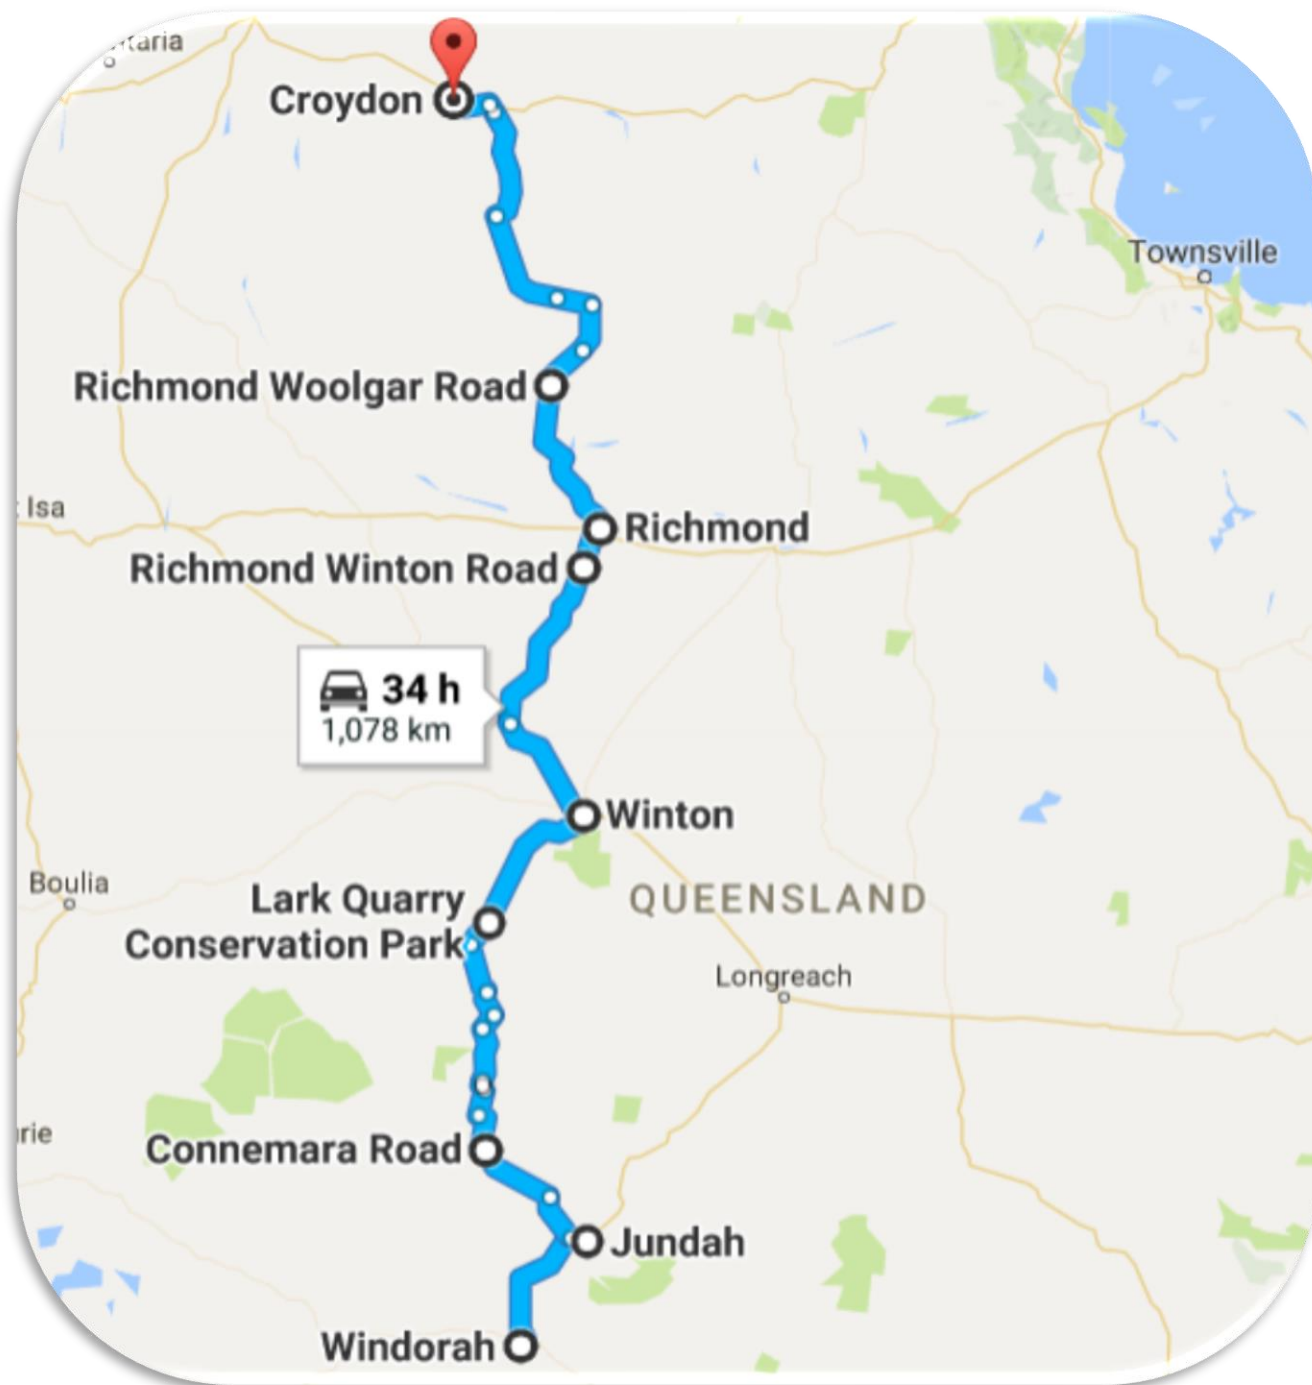 Croydon
Townsville
Richmond Woolgar Road
Isa
Richmond
Richmond Winton Road
34 h
1,078 km
Winton
Boulia
Lark Quarry
Conservation Park
QUEENSLAND
Longreach
Connemara Road
Jundah
Windorah